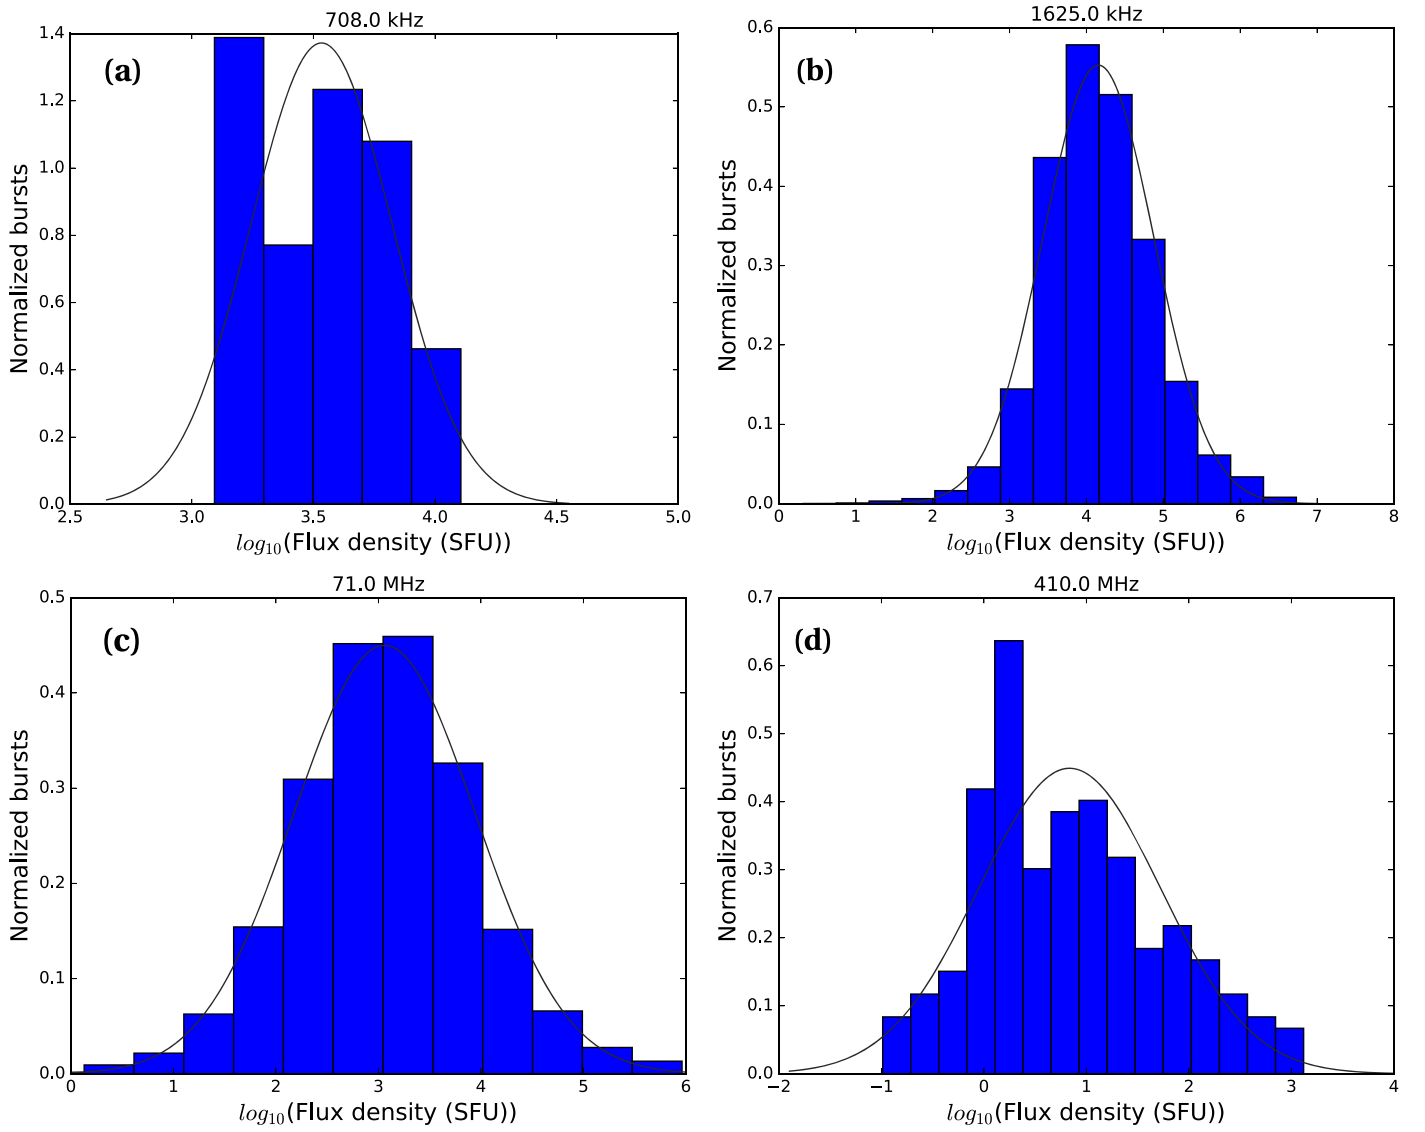 708.0 kHz
(a)
Normalized bursts
1.4
1.2
1.0
0.8
0.6
0.4
0.2
0.0
2.5 3.0 3.5 4.0 4.5 5.0
log10(Flux density (SFU))
1625.0 kHz
(b)
Normalized bursts
0.6
0.5
0.4
0.3
0.2
0.1
0.0
0 1 2 3 4 5 6 7 8
log10(Flux density (SFU))
71.0 MHz
(c)
Normalized bursts
0.5
0.4
0.3
0.2
0.1
0.0
0 1 2 3 4 5 6
log10(Flux density (SFU))
410.0 MHz
(d)
Normalized bursts
0.7
0.6
0.5
0.4
0.3
0.2
0.1
0.0
−2 −1 0 1 2 3 4
log10(Flux density (SFU))